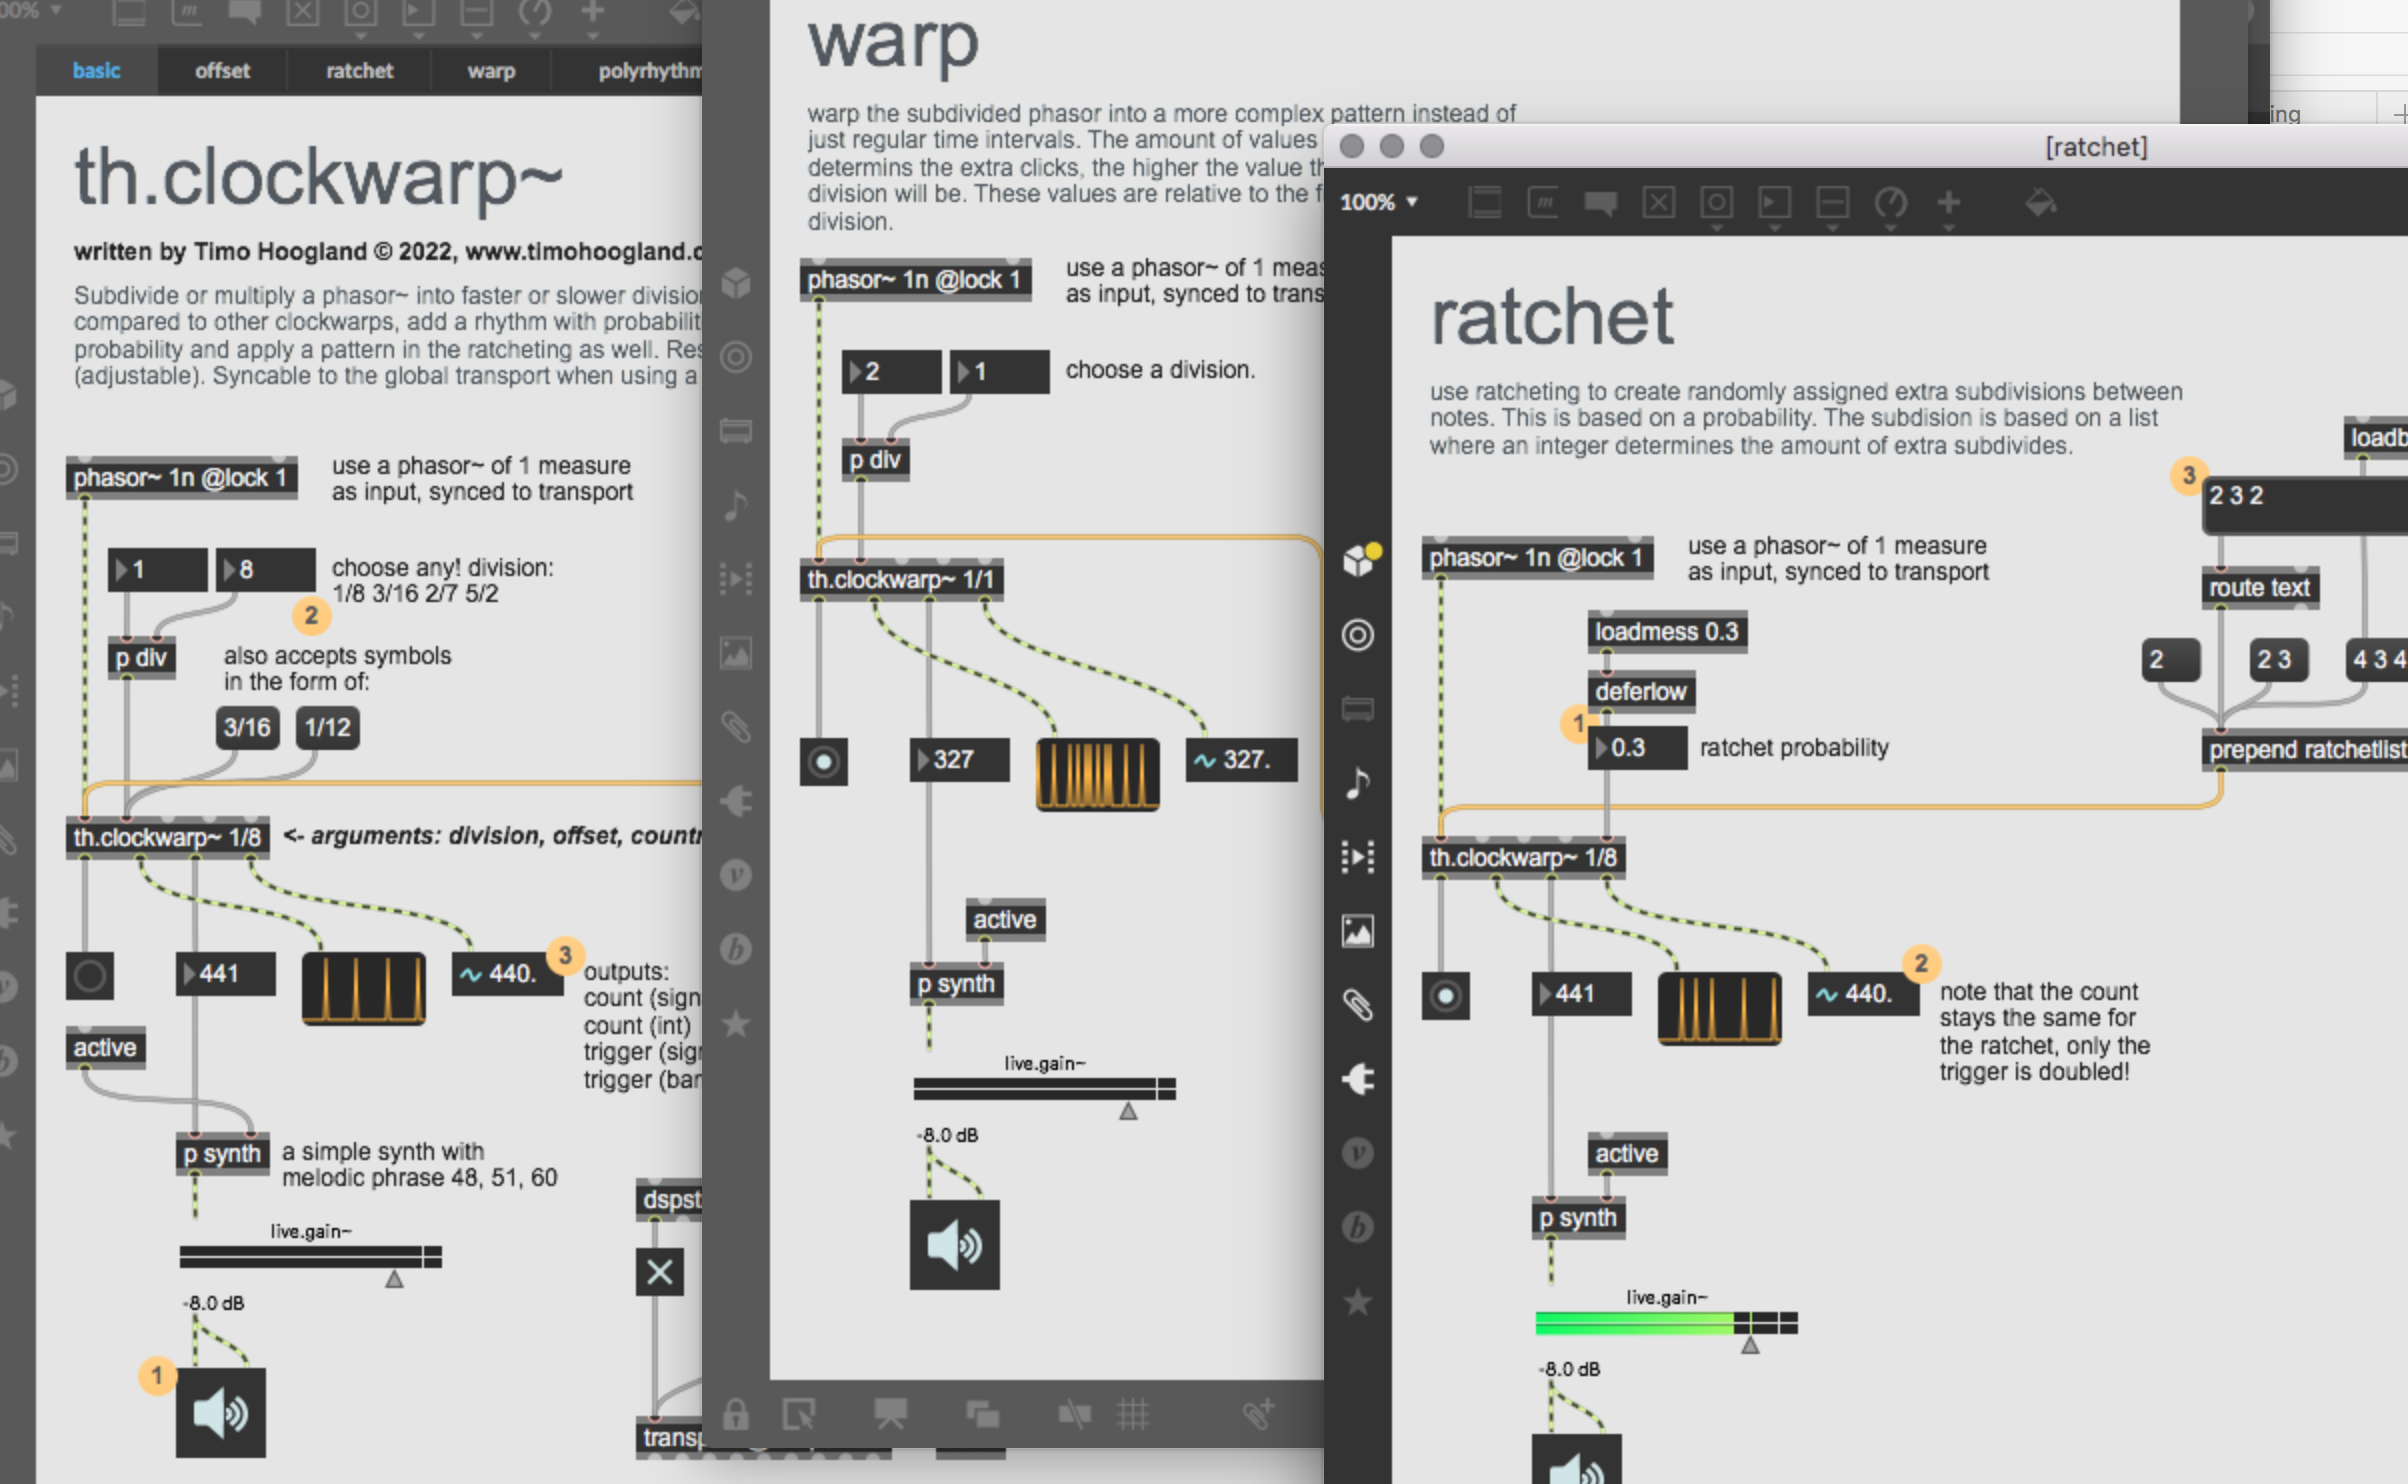 00%
basic
offset
ratchet
warp
polyrhythm
th.clockwarp~
written by Timo Hoogland © 2022, www.timohoogland.c
Subdivide or multiply a phasor~ into faster or slower divisio
compared to other clockwarps, add a rhythm with probabilit
probability and apply a pattern in the ratcheting as well. Res
(adjustable). Syncable to the global transport when using a
phasor~ 1n @lock 1
use a phasor~ of 1 measure
as input, synced to transport
1
8
choose any! division:
1/8 3/16 2/7 5/2
2
p div
also accepts symbols
in the form of:
3/16
1/12
th.clockwarp~ 1/8
<- arguments: division, offset, countr
441
440.
3
outputs:
count (sign
count (int)
trigger (sig
trigger (ban
active
p synth
a simple synth with
melodic phrase 48, 51, 60
live.gain~
-8.0 dB
1
dspst
transp
warp
warp the subdivided phasor into a more complex pattern instead of
just regular time intervals. The amount of values
determins the extra clicks, the higher the value th
division will be. These values are relative to the f
division.
phasor~ 1n @lock 1
use a phasor~ of 1 meas
as input, synced to trans
2
1
choose a division.
p div
th.clockwarp~ 1/1
327
327.
active
p synth
live.gain~
-8.0 dB
ing
[ratchet]
100%
ratchet
use ratcheting to create randomly assigned extra subdivisions between
notes. This is based on a probability. The subdision is based on a list
where an integer determines the amount of extra subdivides.
loadb
3
2 3 2
phasor~ 1n @lock 1
use a phasor~ of 1 measure
as input, synced to transport
route text
loadmess 0.3
deferlow
2
2 3
4 3 4
1
0.3
ratchet probability
prepend ratchetlist
th.clockwarp~ 1/8
441
440.
2
note that the count
stays the same for
the ratchet, only the
trigger is doubled!
active
p synth
live.gain~
-8.0 dB